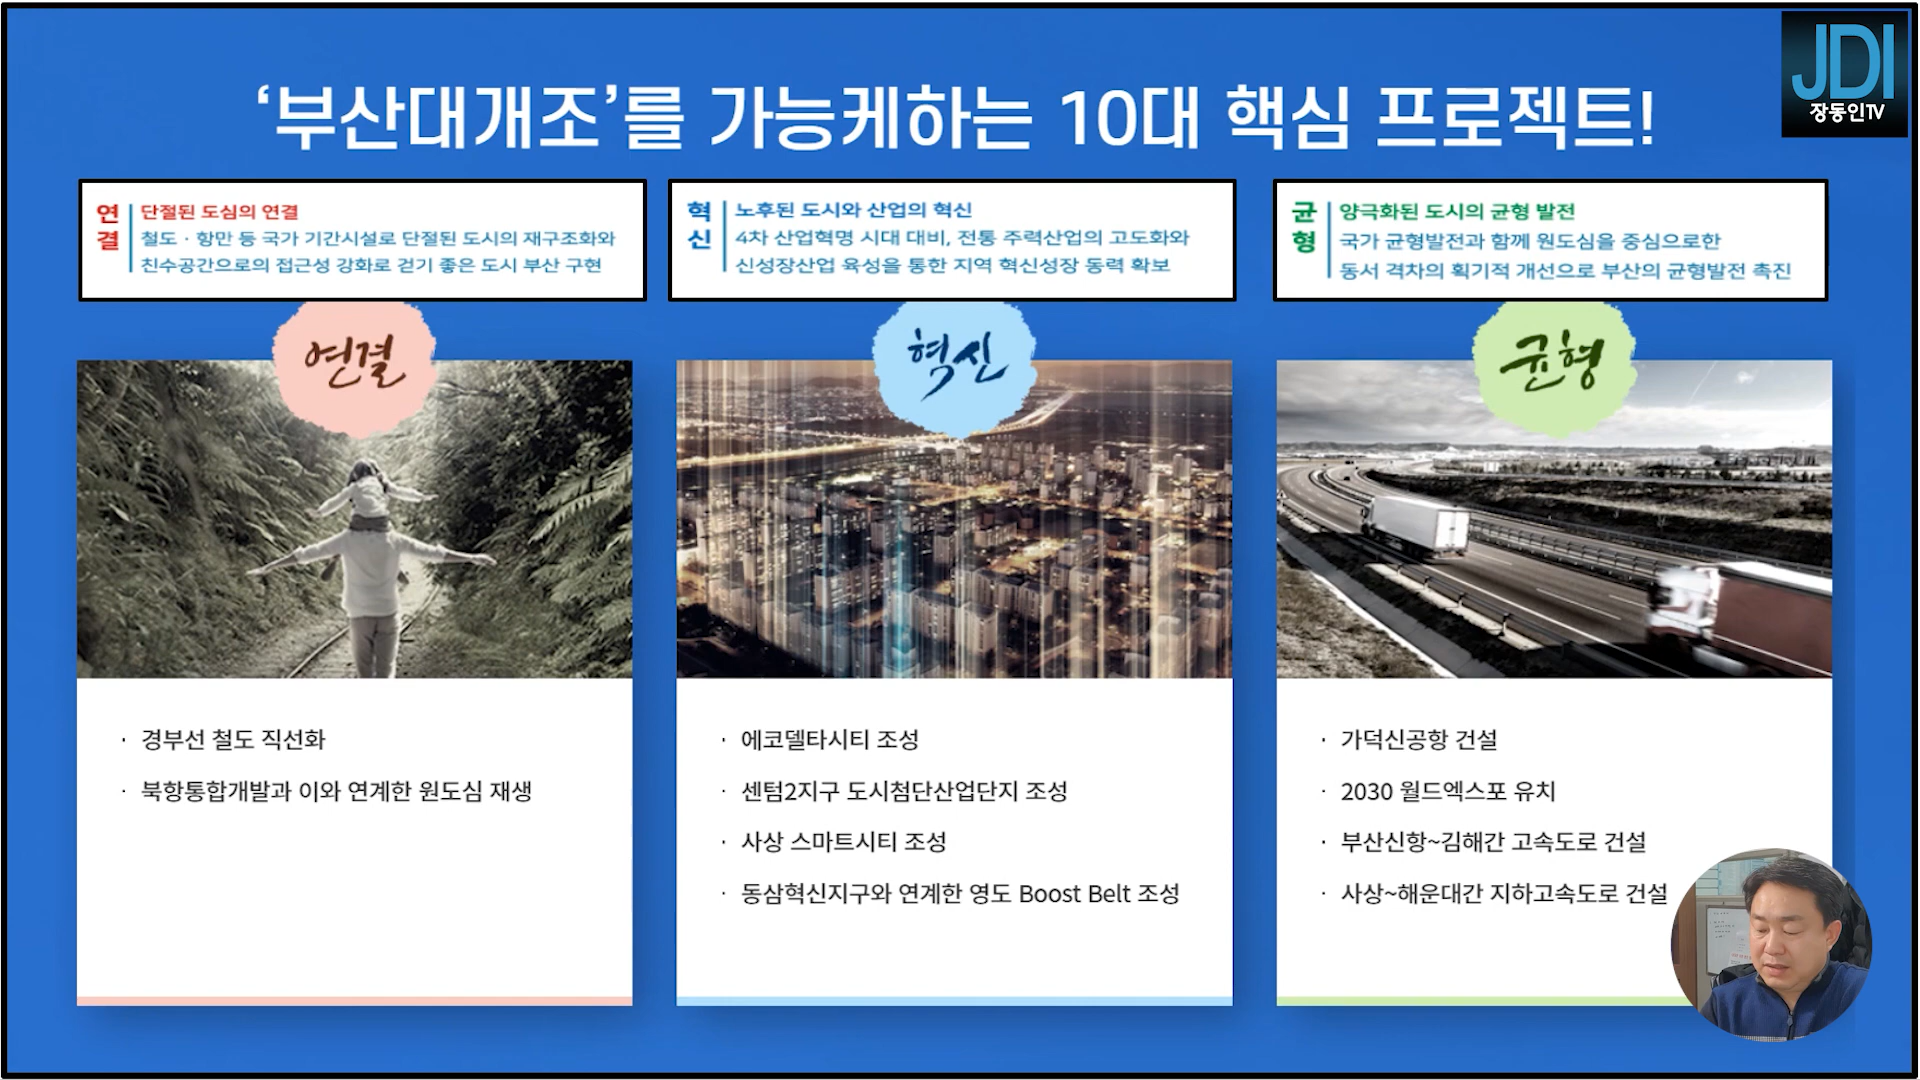 JDI
장동인TV
‘부산대개조’를 가능케하는 10대 핵심 프로젝트!
연결
단절된 도심의 연결
철도 · 항만 등 국가 기간시설로 단절된 도시의 재구조화와
친수공간으로의 접근성 강화로 걷기 좋은 도시 부산 구현
혁신
노후된 도시와 산업의 혁신
4차 산업혁명 시대 대비, 전통 주력산업의 고도화와
신성장산업 육성을 통한 지역 혁신성장 동력 확보
균형
양극화된 도시의 균형 발전
국가 균형발전과 함께 원도심을 중심으로한
동서 격차의 획기적 개선으로 부산의 균형발전 촉진
연결
· 경부선 철도 직선화
· 북항통합개발과 이와 연계한 원도심 재생
혁신
· 에코델타시티 조성
· 센텀2지구 도시첨단산업단지 조성
· 사상 스마트시티 조성
· 동삼혁신지구와 연계한 영도 Boost Belt 조성
균형
· 가덕신공항 건설
· 2030 월드엑스포 유치
· 부산신항~김해간 고속도로 건설
· 사상~해운대간 지하고속도로 건설